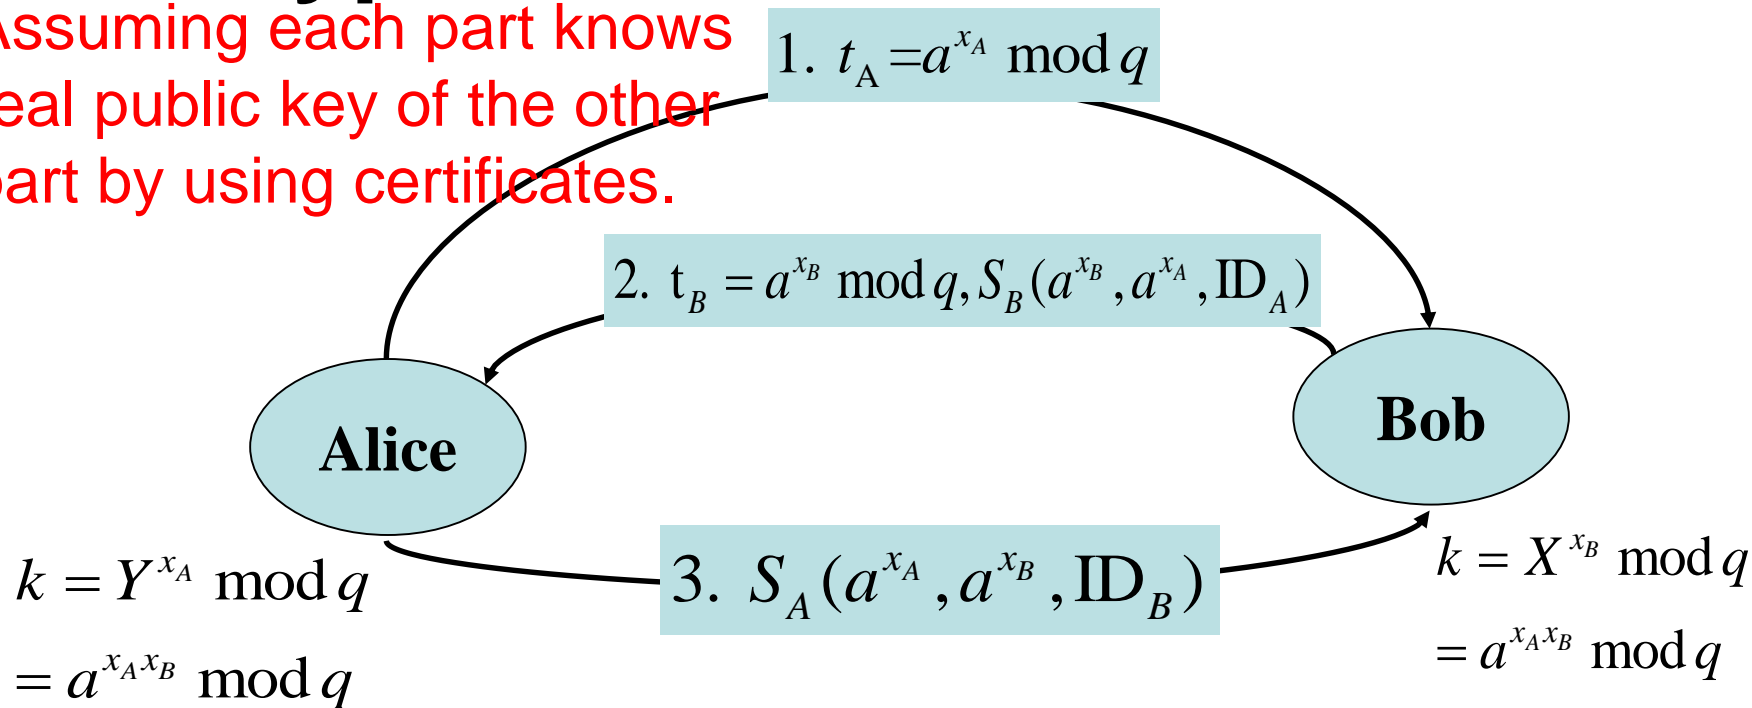 Assuming each part knows
real public key of the other
part by using certificates.
1. t_A = a^{x_A} mod q
2. t_B = a^{x_B} mod q, S_B(a^{x_B}, a^{x_A}, ID_A)
Alice
Bob
3. S_A(a^{x_A}, a^{x_B}, ID_B)
k = Y^{x_A} mod q
= a^{x_A x_B} mod q
k = X^{x_B} mod q
= a^{x_A x_B} mod q